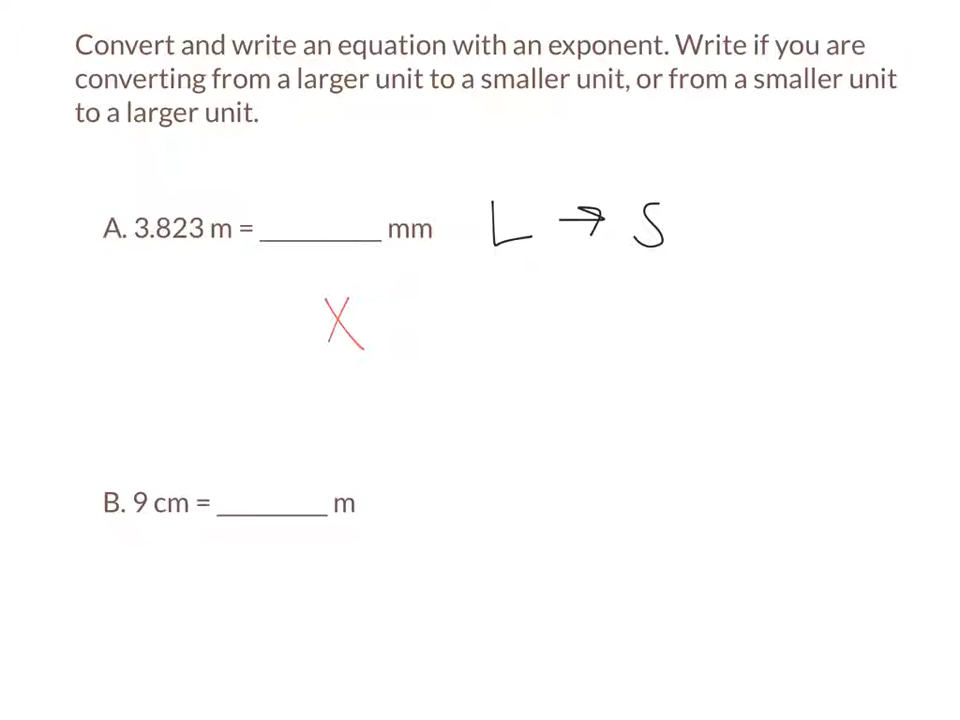 Convert and write an equation with an exponent. Write if you are
converting from a larger unit to a smaller unit, or from a smaller unit
to a larger unit.
A. 3.823 m = _________ mm L → S
X
B. 9 cm = ________ m